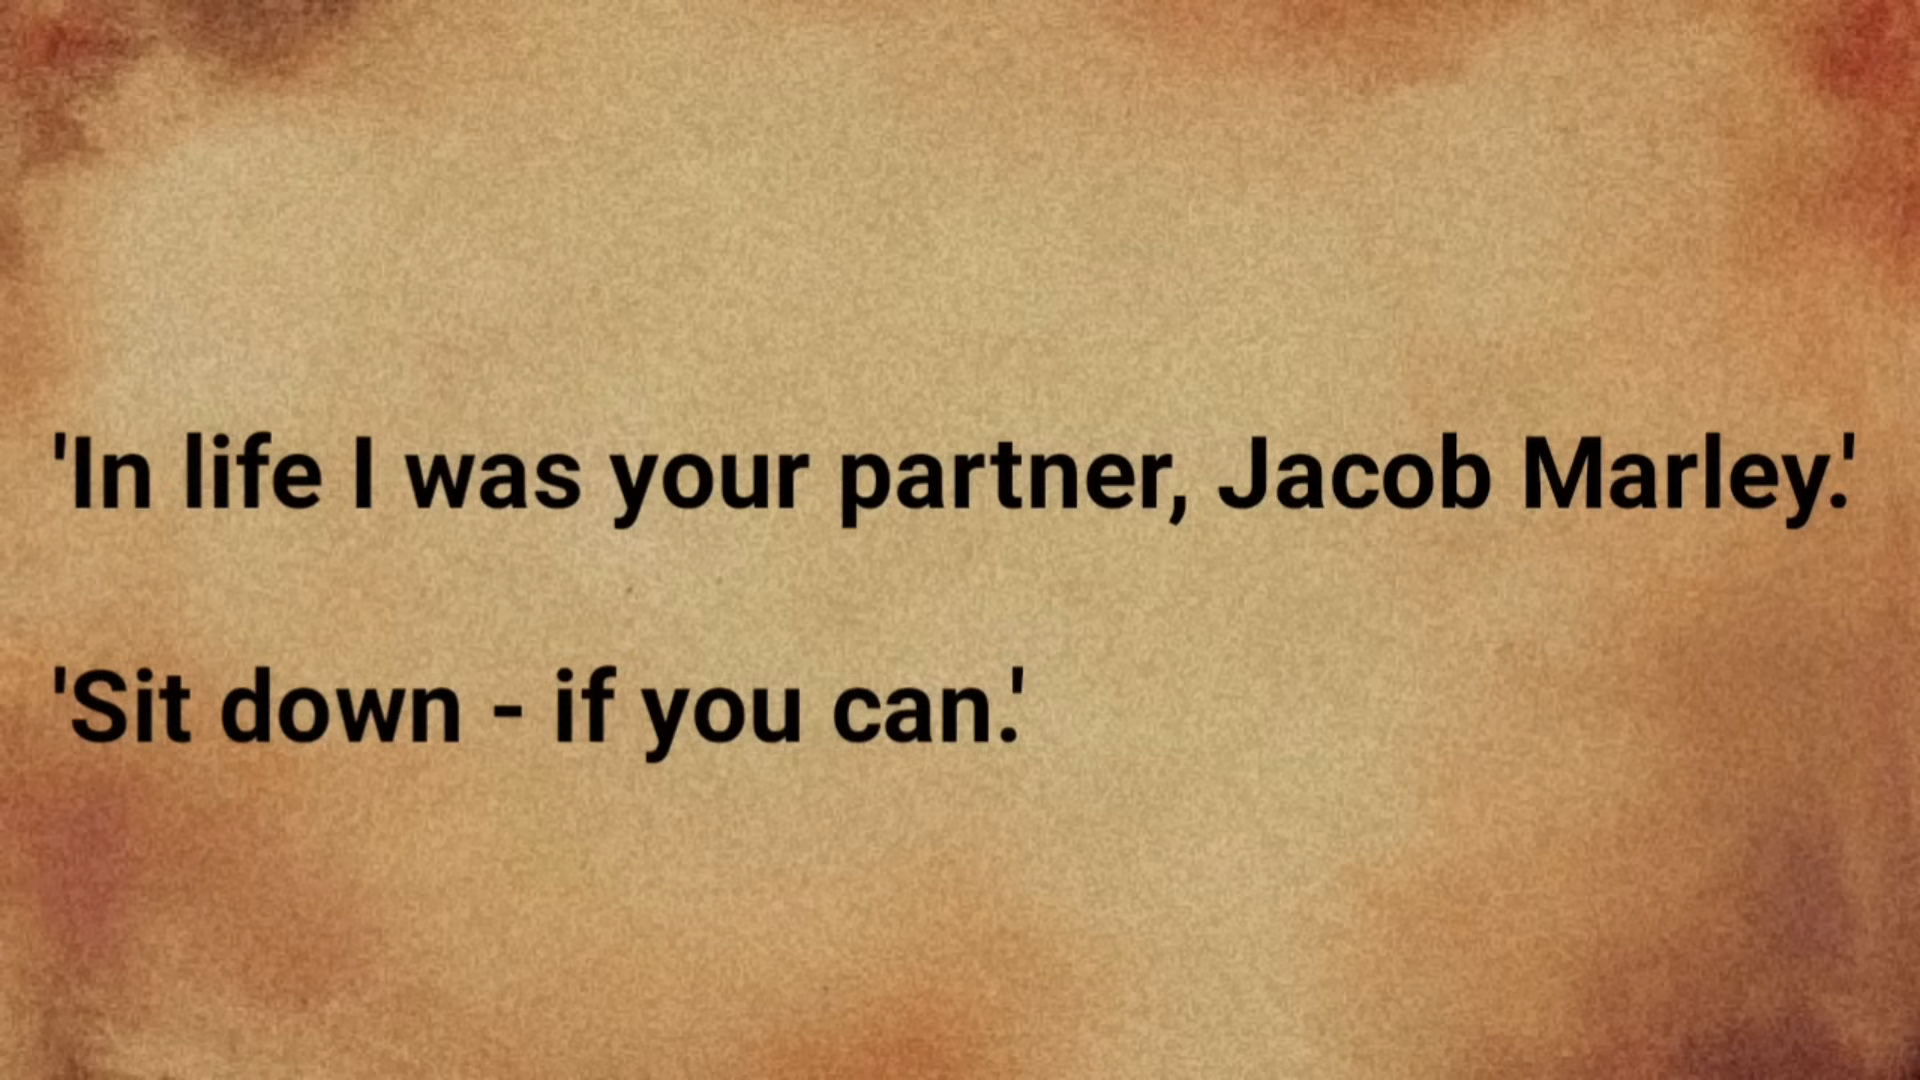 'In life I was your partner, Jacob Marley.'
'Sit down - if you can.'